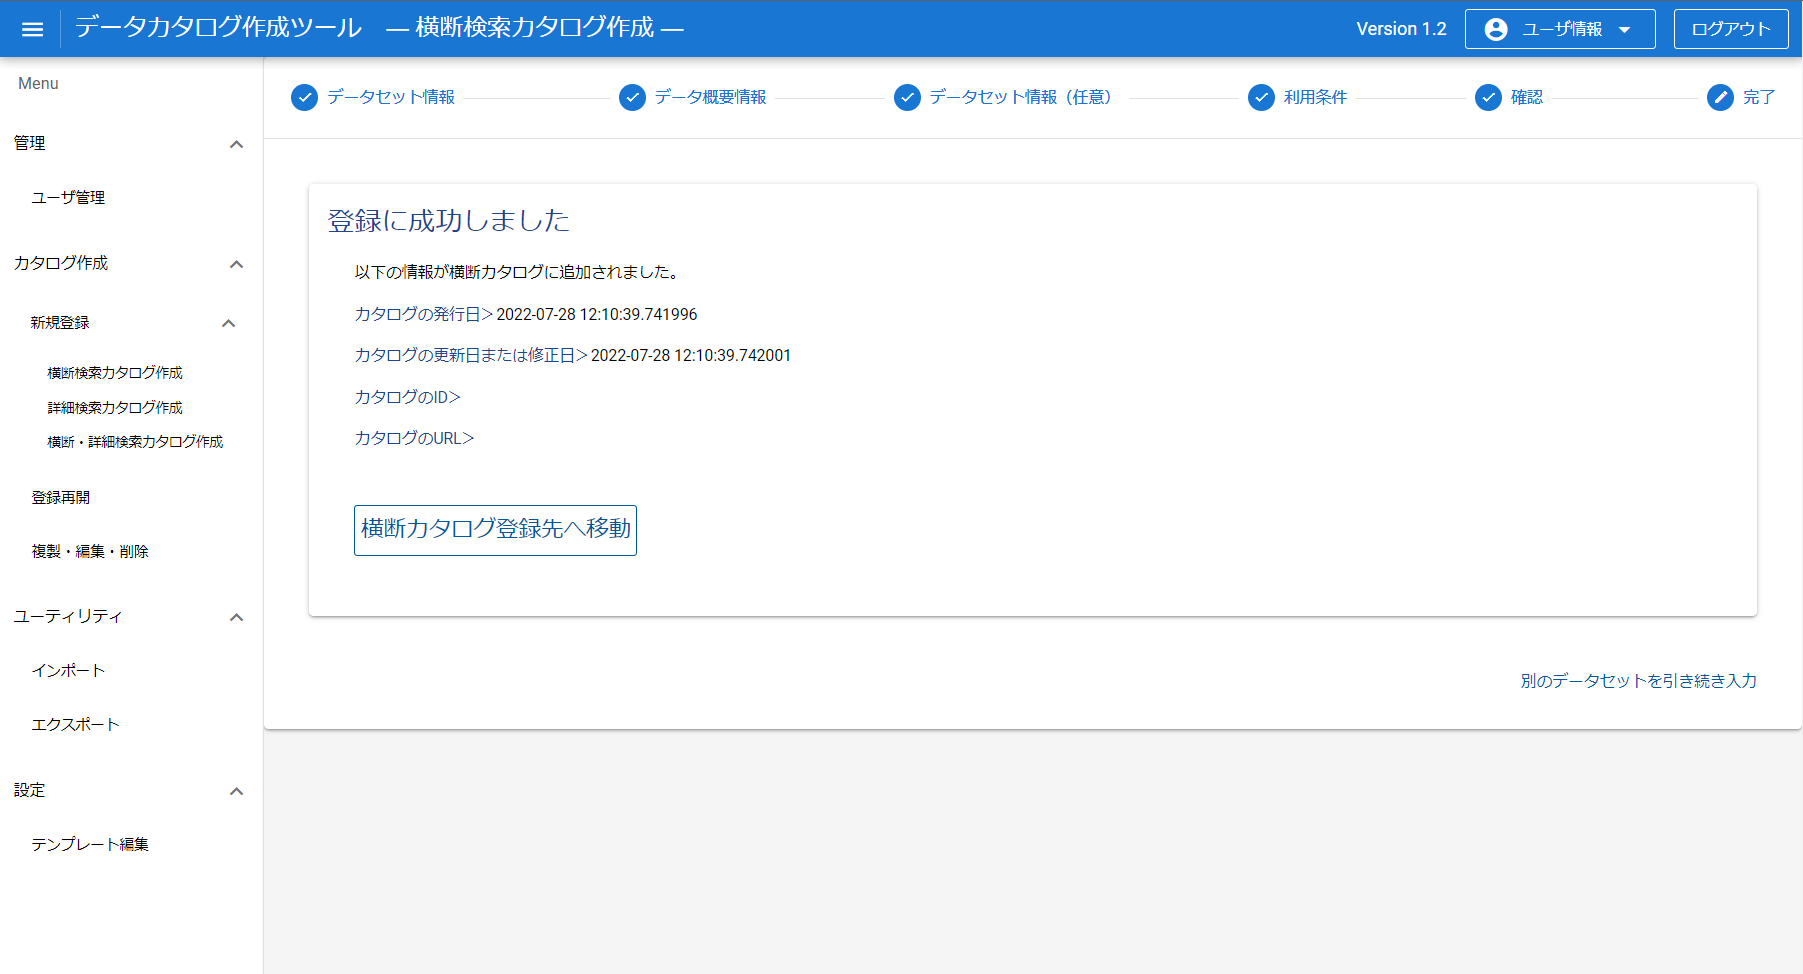 データカタログ作成ツール — 横断検索カタログ作成 —
Version 1.2
ユーザ情報
ログアウト
Menu
管理
ユーザ管理
カタログ作成
新規登録
横断検索カタログ作成
詳細検索カタログ作成
横断・詳細検索カタログ作成
登録再開
複製・編集・削除
ユーティリティ
インポート
エクスポート
設定
テンプレート編集
データセット情報
データ概要情報
データセット情報（任意）
利用条件
確認
完了
登録に成功しました
以下の情報が横断カタログに追加されました。
カタログの発行日＞2022-07-28 12:10:39.741996
カタログの更新日または修正日＞2022-07-28 12:10:39.742001
カタログのID＞
カタログのURL＞
横断カタログ登録先へ移動
別のデータセットを引き続き入力